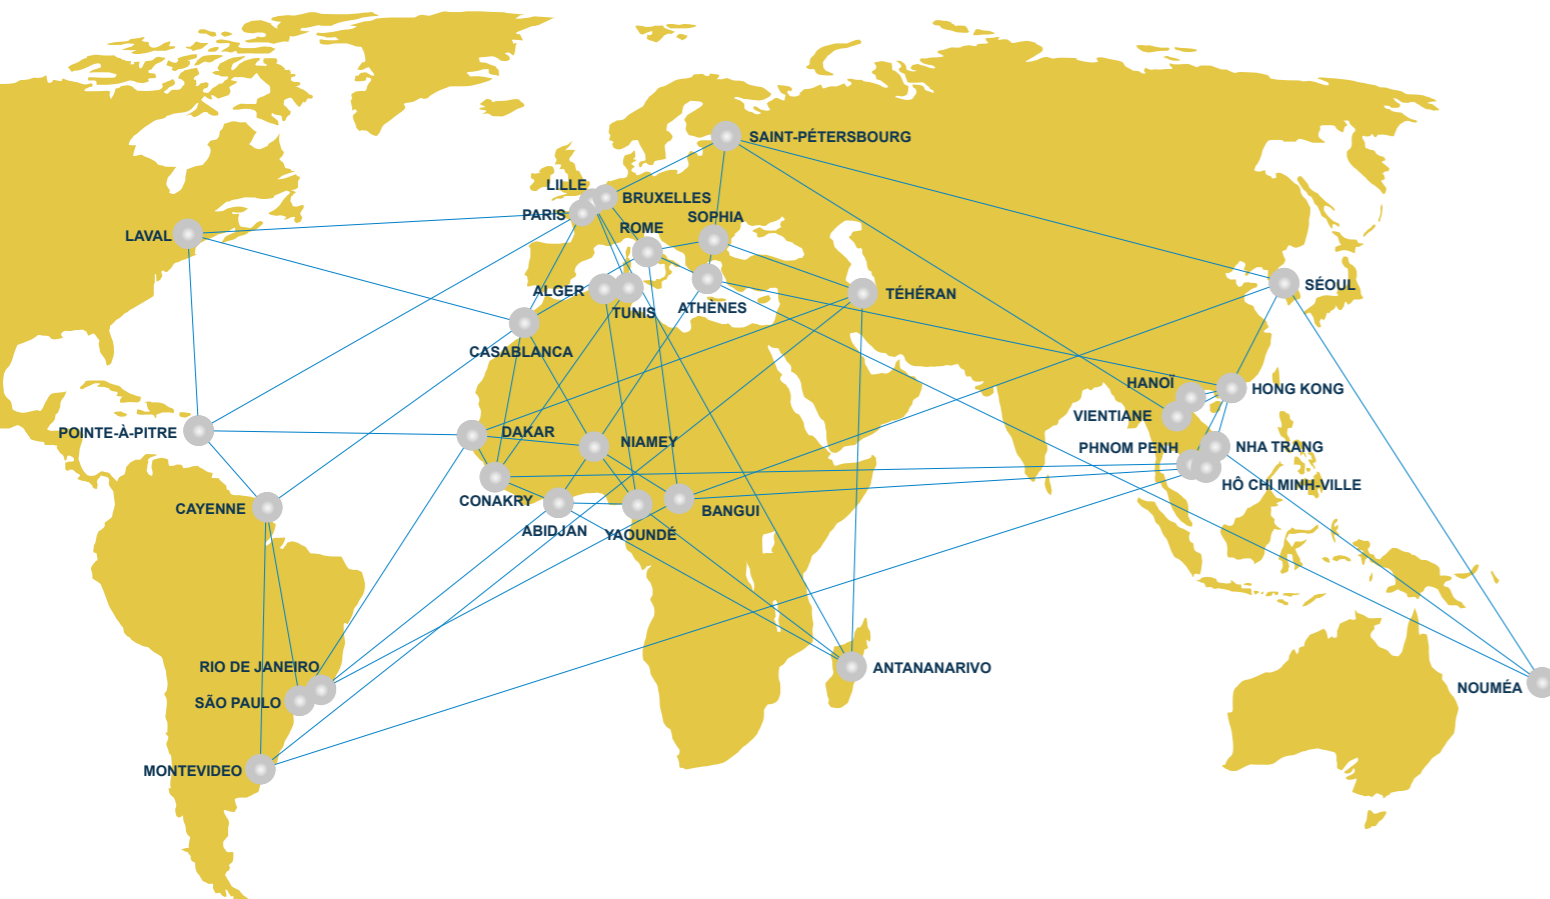 SAINT-PÉTERSBOURG
LILLE
BRUXELLES
PARIS
SOPHIA
ROME
LAVAL
SÉOUL
ALGER
TÉHÉRAN
TUNIS
ATHÈNES
CASABLANCA
HANOÏ
HONG KONG
VIENTIANE
POINTE-À-PITRE
DAKAR
NIAMEY
PHNOM PENH
NHA TRANG
HÔ CHI MINH-VILLE
CONAKRY
CAYENNE
BANGUI
ABIDJAN
YAOUNDÉ
RIO DE JANEIRO
ANTANANARIVO
NOUMÉA
SÃO PAULO
MONTEVIDEO